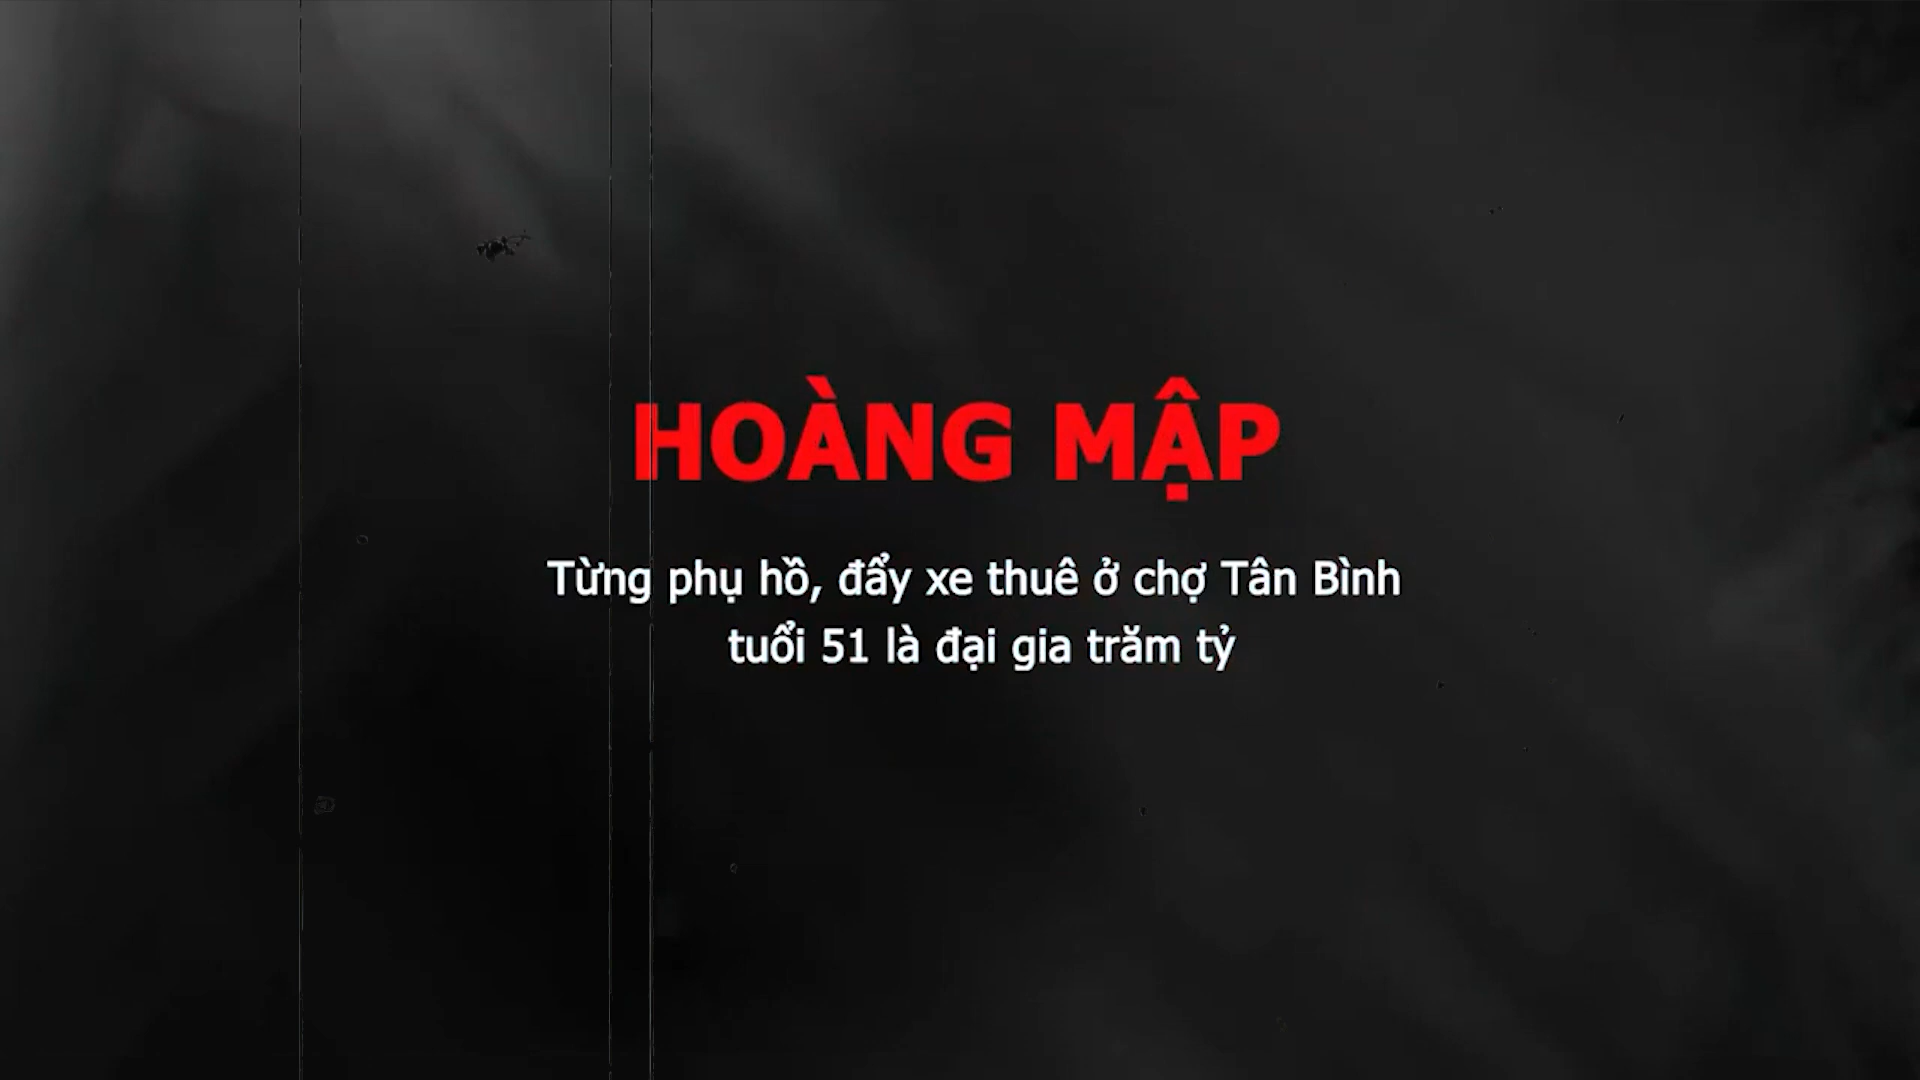 HOÀNG MẬP
Từng phụ hồ, đẩy xe thuê ở chợ Tân Bình
tuổi 51 là đại gia trăm tỷ